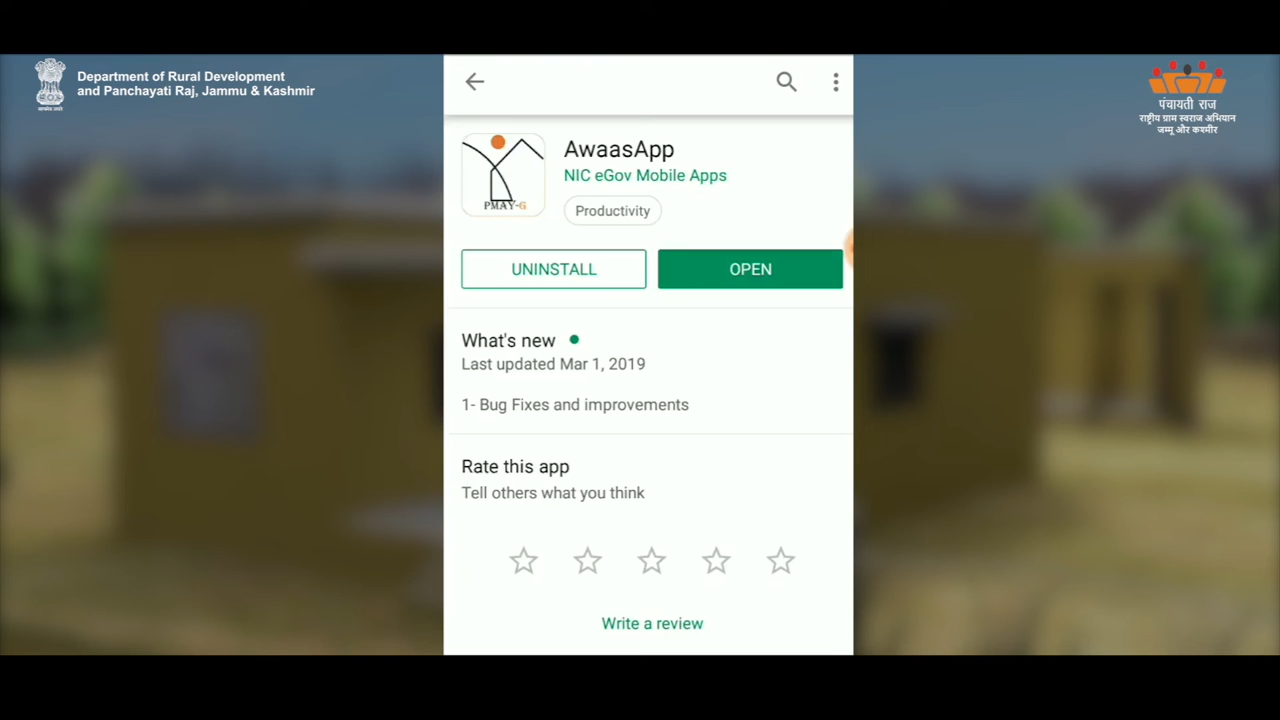 Department of Rural Development
and Panchayati Raj, Jammu & Kashmir
पंचायती राज
राष्ट्रीय ग्राम स्वराज अभियान
जम्मू और कश्मीर
AwaasApp
NIC eGov Mobile Apps
PMAY-G
Productivity
UNINSTALL
OPEN
What's new
Last updated Mar 1, 2019
1- Bug Fixes and improvements
Rate this app
Tell others what you think
Write a review